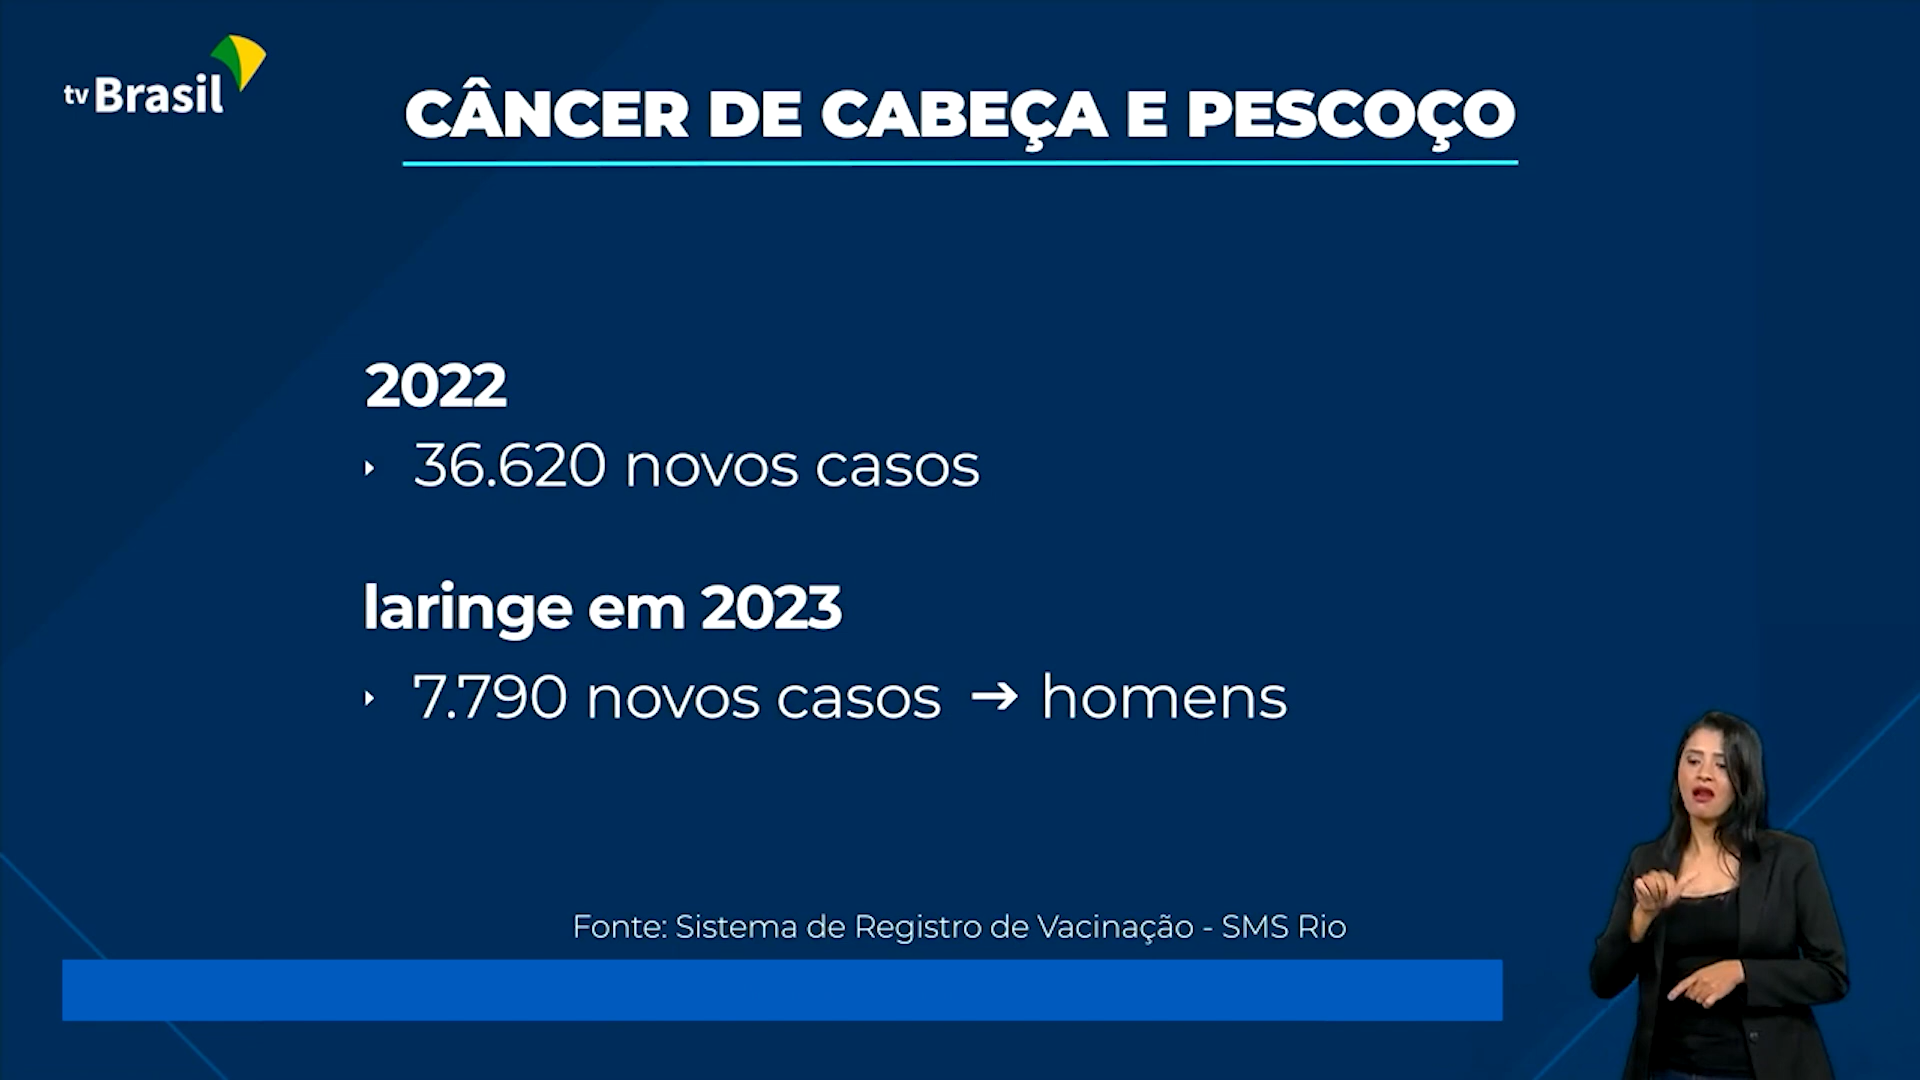 tv Brasil
CÂNCER DE CABEÇA E PESCOÇO
2022
‣ 36.620 novos casos
laringe em 2023
‣ 7.790 novos casos → homens
Fonte: Sistema de Registro de Vacinação - SMS Rio